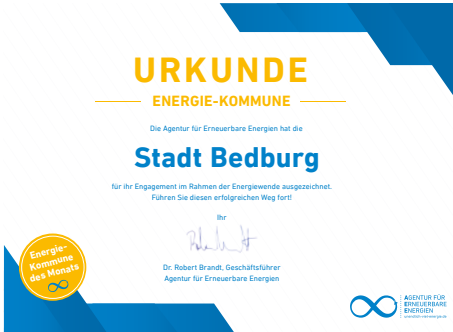 URKUNDE
ENERGIE-KOMMUNE
Die Agentur für Erneuerbare Energien hat die
Stadt Bedburg
für ihr Engagement im Rahmen der Energiewende ausgezeichnet.
Führen Sie diesen erfolgreichen Weg fort!
Ihr
Dr. Robert Brandt, Geschäftsführer
Agentur für Erneuerbare Energien
Energie-
Kommune
des Monats
AGENTUR FÜR
ERNEUERBARE
ENERGIEN